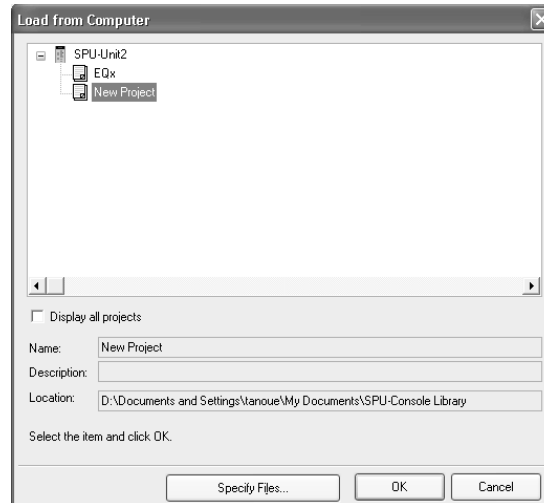 Load from Computer
SPU-Unit2
EQx
New Project
Display all projects
Name: New Project
Description:
Location: D:\Documents and Settings\tanoue\My Documents\SPU-Console Library
Select the item and click OK.
Specify Files... OK Cancel